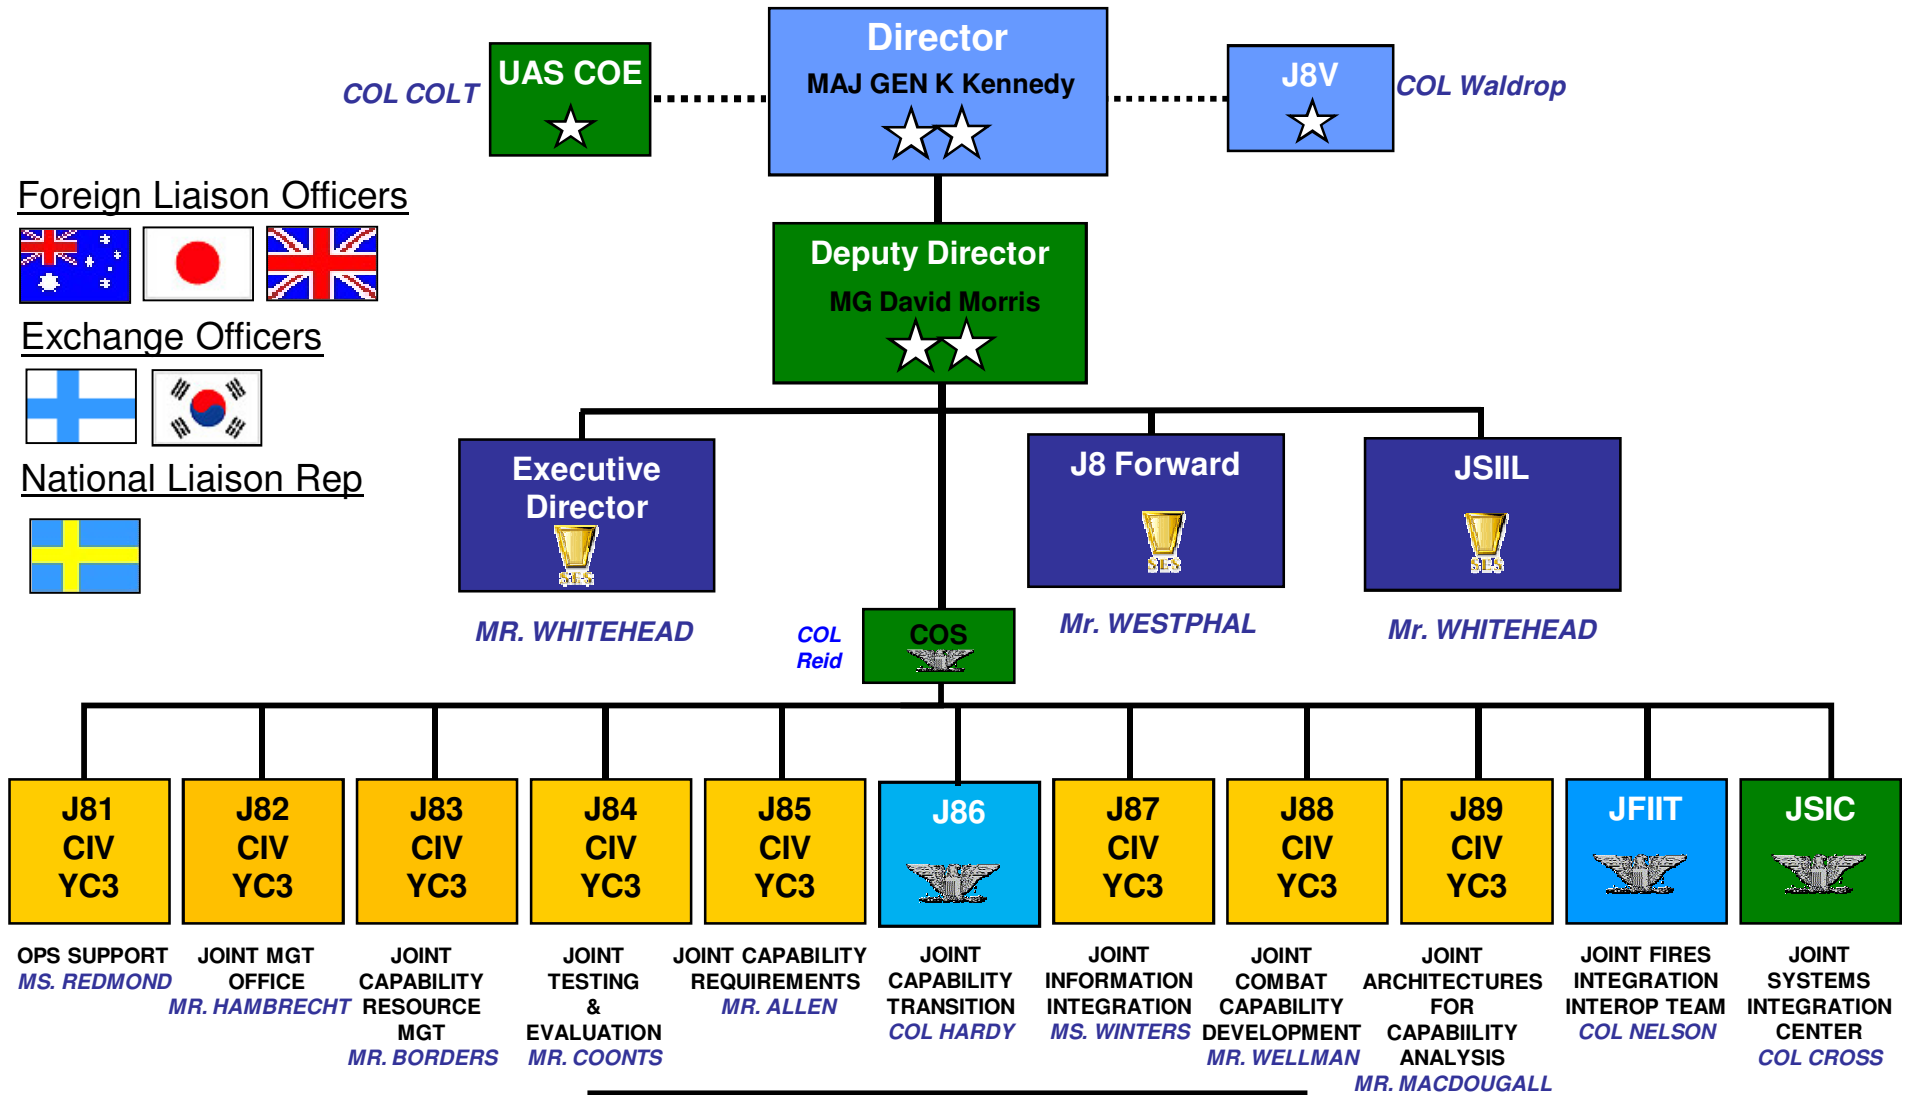 Director
MAJ GEN K Kennedy
UAS COE
COL COLT
J8V
COL Waldrop
Foreign Liaison Officers
Exchange Officers
National Liaison Rep
Deputy Director
MG David Morris
Executive
Director
SES
MR. WHITEHEAD
J8 Forward
SES
Mr. WESTPHAL
JSIIL
SES
Mr. WHITEHEAD
COL
Reid
COS
J81
CIV
YC3
OPS SUPPORT
MS. REDMOND
J82
CIV
YC3
JOINT MGT
OFFICE
MR. HAMBRECHT
J83
CIV
YC3
JOINT
CAPABILITY
RESOURCE
MGT
MR. BORDERS
J84
CIV
YC3
JOINT
TESTING
&
EVALUATION
MR. COONTS
J85
CIV
YC3
JOINT CAPABILITY
REQUIREMENTS
MR. ALLEN
J86
JOINT
CAPABILITY
TRANSITION
COL HARDY
J87
CIV
YC3
JOINT
INFORMATION
INTEGRATION
MS. WINTERS
J88
CIV
YC3
JOINT
COMBAT
CAPABILITY
DEVELOPMENT
MR. WELLMAN
J89
CIV
YC3
JOINT
ARCHITECTURES
FOR
CAPABIILITY
ANALYSIS
MR. MACDOUGALL
JFIIT
JOINT FIRES
INTEGRATION
INTEROP TEAM
COL NELSON
JSIC
JOINT
SYSTEMS
INTEGRATION
CENTER
COL CROSS